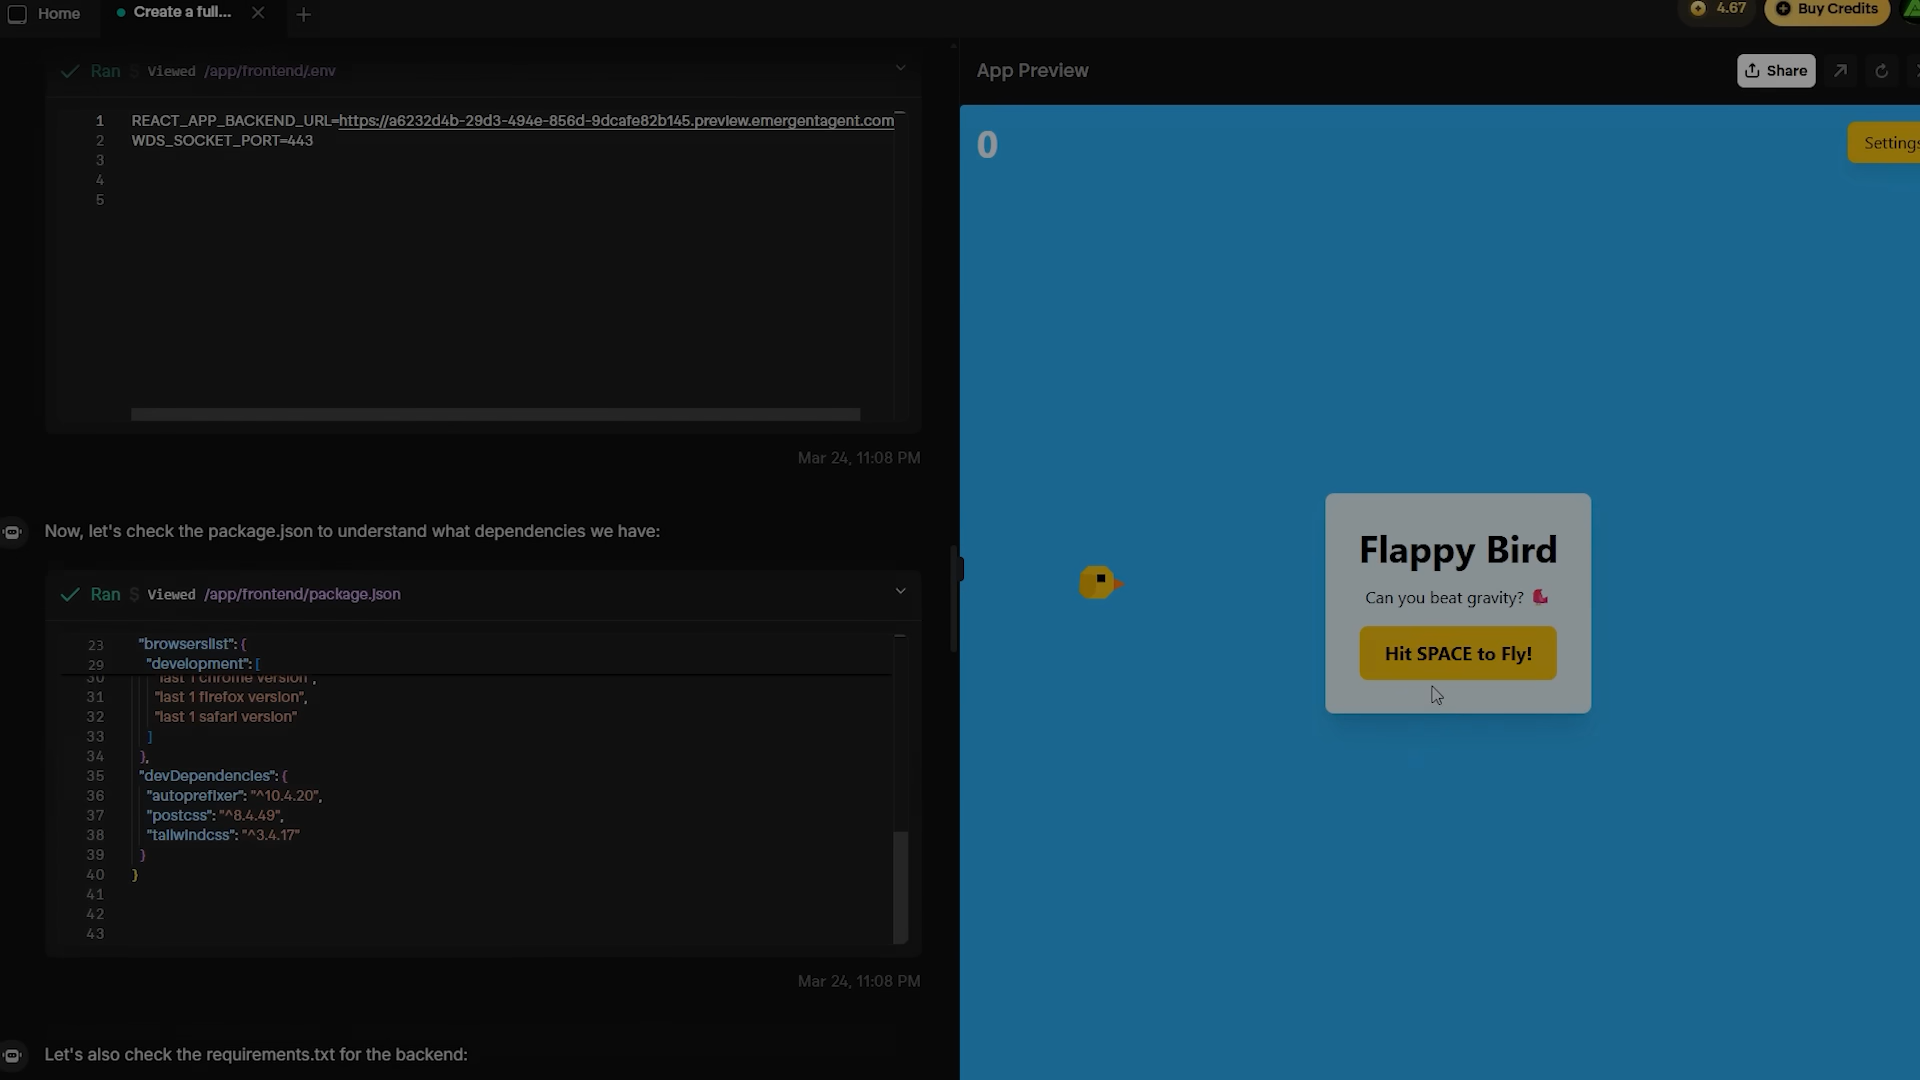 Home
Create a full...
4.67
Buy Credits
Ran $ Viewed /app/frontend/.env
1 REACT_APP_BACKEND_URL=https://a6232d4b-29d3-494e-856d-9dcafe82b145.preview.emergentagent.com
2 WDS_SOCKET_PORT=443
3
4
5
Mar 24, 11:08 PM
Now, let's check the package.json to understand what dependencies we have:
Ran $ Viewed /app/frontend/package.json
23 "browserslist": {
29 "development": [
30 "last 1 chrome version",
31 "last 1 firefox version",
32 "last 1 safari version"
33 ]
34 },
35 "devDependencies": {
36 "autoprefixer": "^10.4.20",
37 "postcss": "^8.4.49",
38 "tailwindcss": "^3.4.17"
39 }
40 }
41
42
43
Mar 24, 11:08 PM
Let's also check the requirements.txt for the backend:
App Preview
Share
0
Settings
Flappy Bird
Can you beat gravity?
Hit SPACE to Fly!